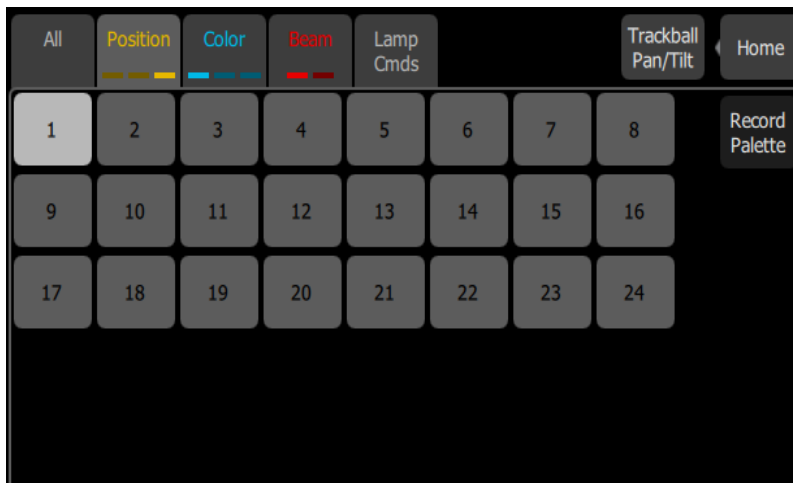 All
Position
Color
Beam
Lamp
Cmds
Trackball
Pan/Tilt
Home
1 2 3 4 5 6 7 8
Record
Palette
9 10 11 12 13 14 15 16
17 18 19 20 21 22 23 24